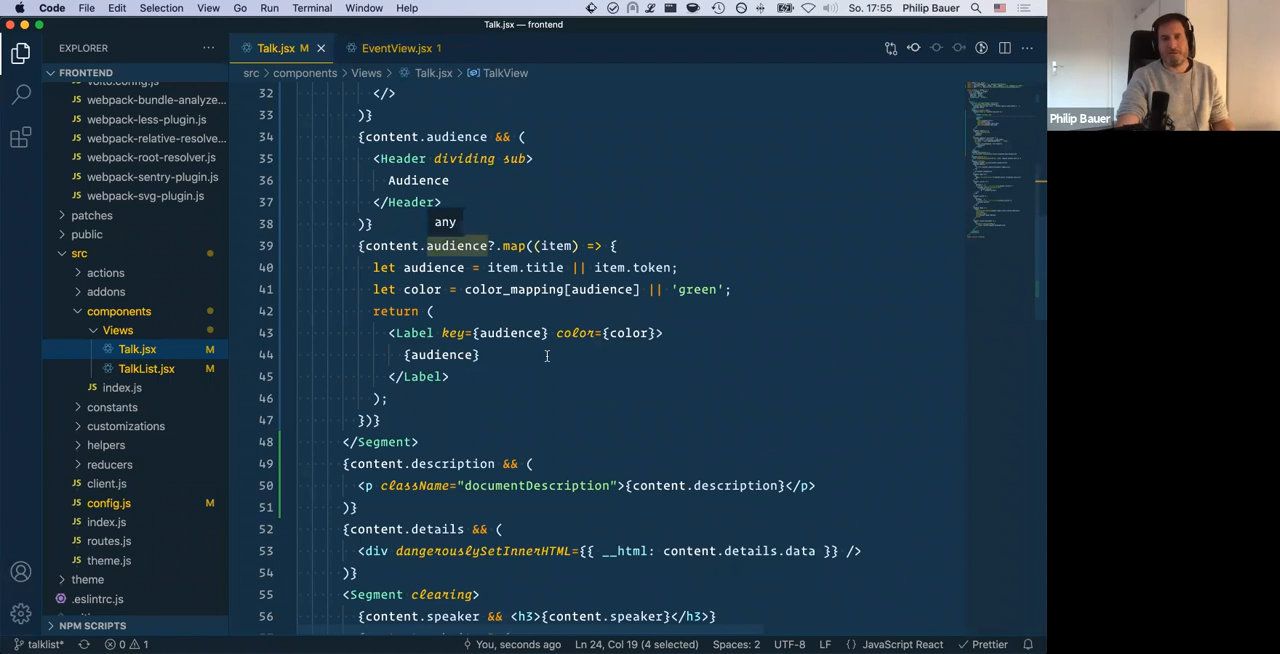 Code File Edit Selection View Go Run Terminal Window Help
So. 17:55 Philip Bauer
Talk.jsx — frontend
EXPLORER
Talk.jsx M
EventView.jsx 1
FRONTEND
src > components > Views > Talk.jsx > TalkView
webpack-bundle-analyze...
webpack-less-plugin.js
webpack-relative-resolve...
webpack-root-resolver.js
webpack-sentry-plugin.js
webpack-svg-plugin.js
patches
public
src
actions
addons
components
Views
Talk.jsx M
TalkList.jsx M
index.js
constants
customizations
helpers
reducers
client.js
config.js M
index.js
routes.js
theme.js
theme
.eslintrc.js
NPM SCRIPTS
32 </>
33 )}
34 {content.audience && (
35 <Header dividing sub>
36 Audience
37 </Header>
any
38 )}
39 {content.audience?.map((item) => {
40 let audience = item.title || item.token;
41 let color = color_mapping[audience] || 'green';
42 return (
43 <Label key={audience} color={color}>
44 {audience}
45 </Label>
46 );
47 })}
48 </Segment>
49 {content.description && (
50 <p className="documentDescription">{content.description}</p>
51 )}
52 {content.details && (
53 <div dangerouslySetInnerHTML={{ __html: content.details.data }} />
54 )}
55 <Segment clearing>
56 {content.speaker && <h3>{content.speaker}</h3>}
talklist* 0 1 You, seconds ago Ln 24, Col 19 (4 selected) Spaces: 2 UTF-8 LF {} JavaScript React Prettier
Philip Bauer